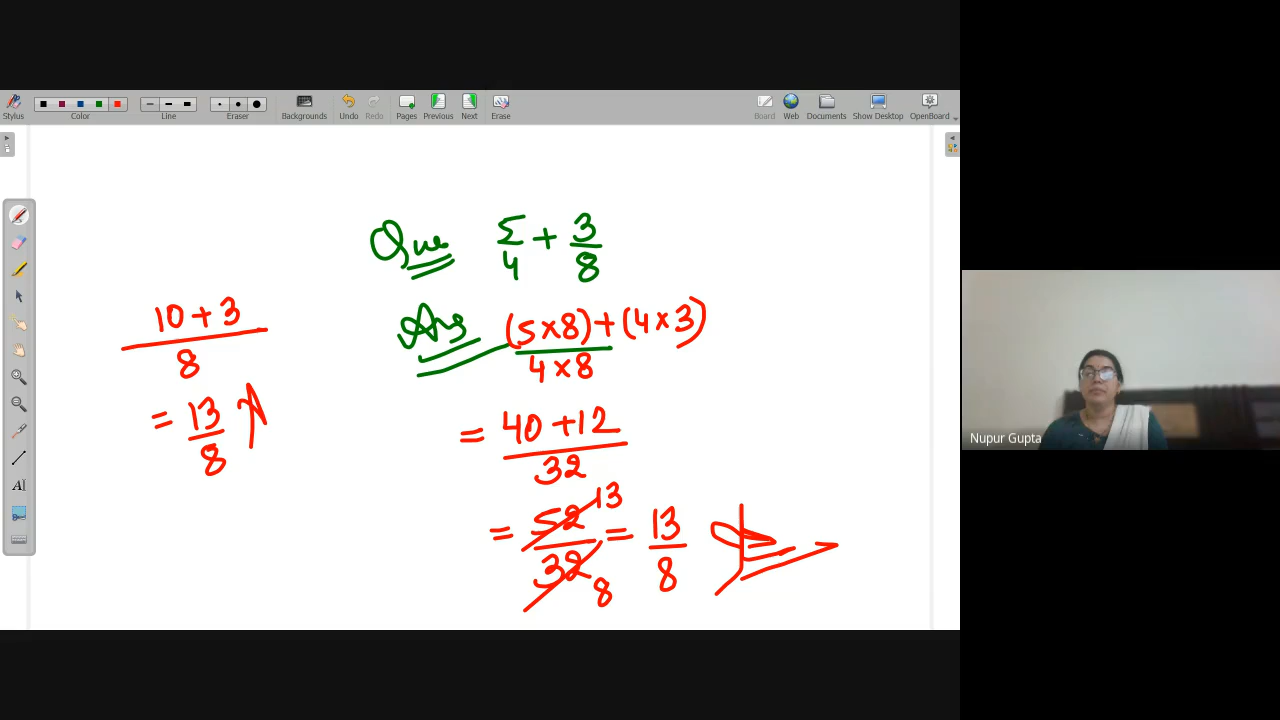 Stylus Color Line Eraser Backgrounds Undo Redo Pages Previous Next Erase Board Web Documents Show Desktop OpenBoard
Que 5/4 + 3/8
Ans (5×8)+(4×3)
4×8
= 40+12
32
= 52/32 = 13/8
13
8
10+3
8
= 13/8
Nupur Gupta